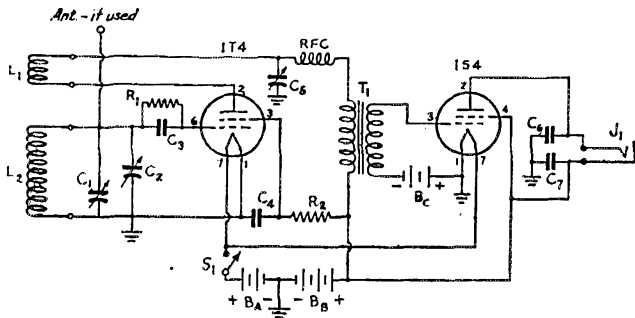 Ant.-if used
1T4
RFC
1S4
L1
C5
T1
R1
2
2
6
3
3
4
C3
J1
L2
C6
C1
C2
7
1
1
7
C7
C4
R2
- +
BC
S1
+ - - +
BA
BB